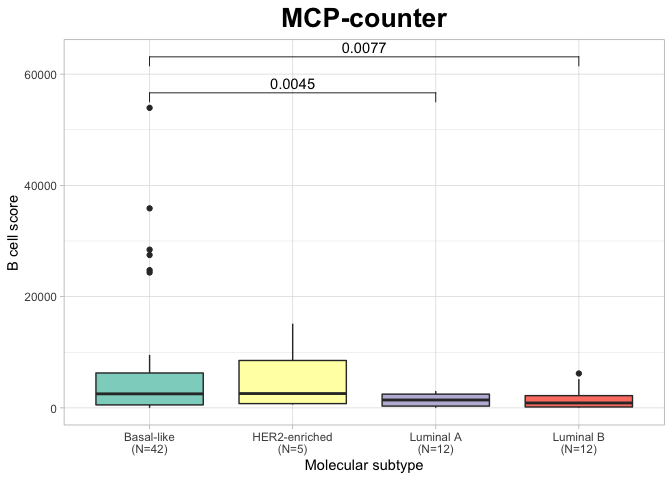 MCP-counter
0.0077
0.0045
60000
40000
20000
0
B cell score
Basal-like
(N=42)
HER2-enriched
(N=5)
Luminal A
(N=12)
Luminal B
(N=12)
Molecular subtype